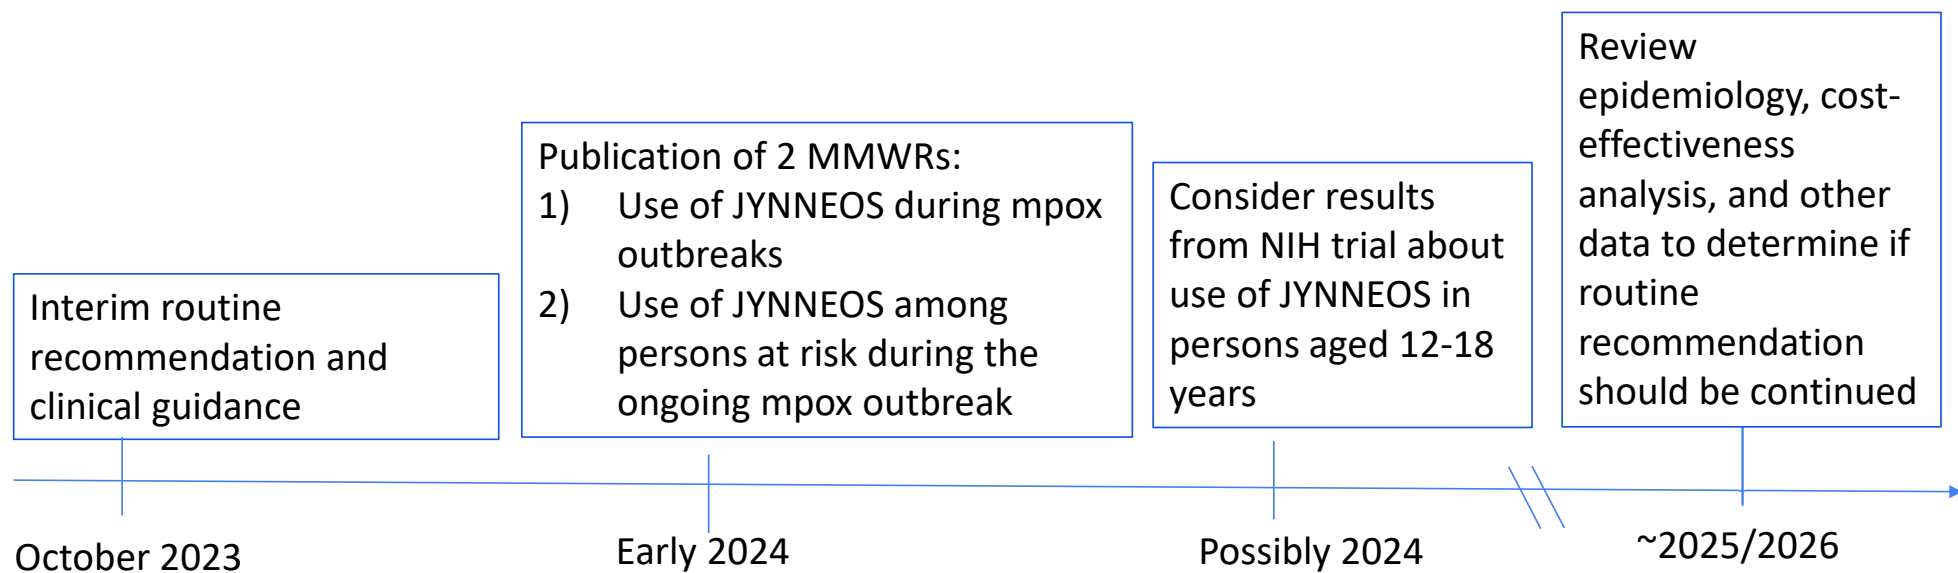 Interim routine
recommendation and
clinical guidance
Publication of 2 MMWRs:
1) Use of JYNNEOS during mpox
outbreaks
2) Use of JYNNEOS among
persons at risk during the
ongoing mpox outbreak
Consider results
from NIH trial about
use of JYNNEOS in
persons aged 12-18
years
Review
epidemiology, cost-
effectiveness
analysis, and other
data to determine if
routine
recommendation
should be continued
October 2023
Early 2024
Possibly 2024
~2025/2026